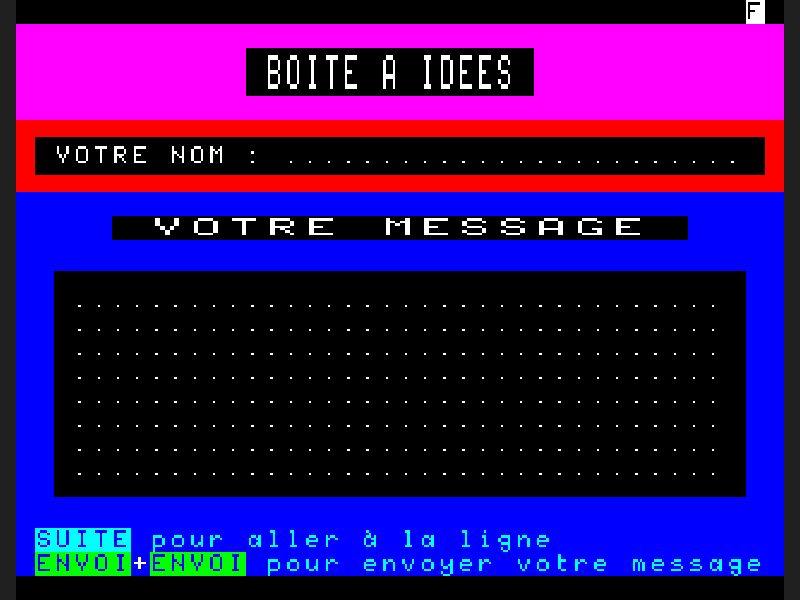 F
BOITE A IDEES
VOTRE NOM : ........................
VOTRE MESSAGE
..................................
..................................
..................................
..................................
..................................
..................................
..................................
..................................
SUITE pour aller à la ligne
ENVOI+ENVOI pour envoyer votre message